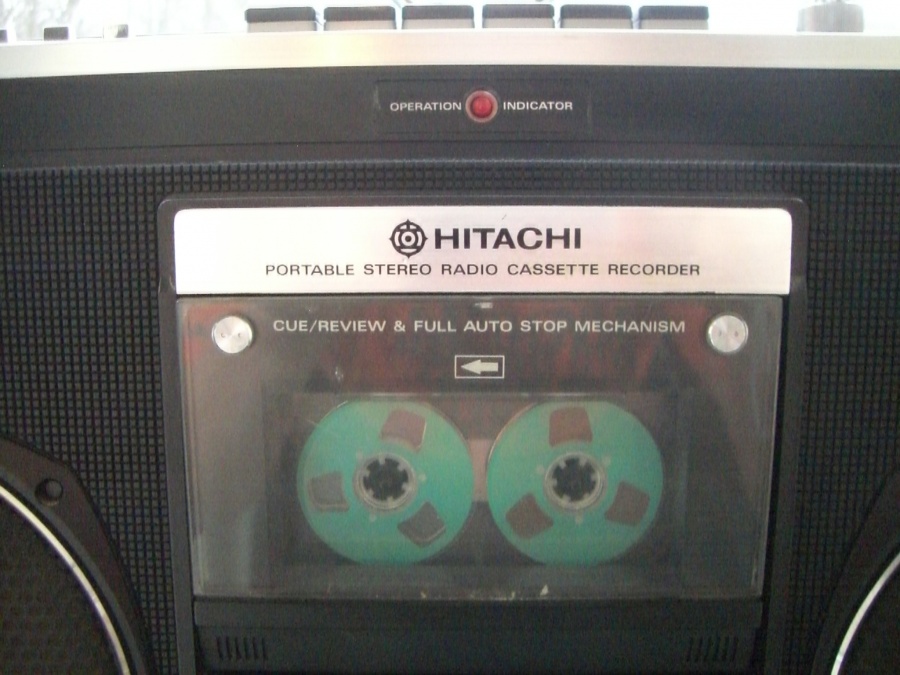 OPERATION INDICATOR
HITACHI
PORTABLE STEREO RADIO CASSETTE RECORDER
CUE/REVIEW & FULL AUTO STOP MECHANISM